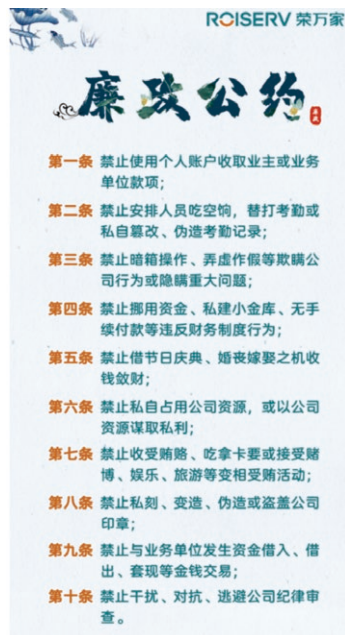 ROISERV 荣万家
廉政公约
第一条 禁止使用个人账户收取业主或业务
单位款项；
第二条 禁止安排人员吃空饷，替打考勤或
私自篡改、伪造考勤记录；
第三条 禁止暗箱操作、弄虚作假等欺瞒公
司行为或隐瞒重大问题；
第四条 禁止挪用资金、私建小金库、无手
续付款等违反财务制度行为；
第五条 禁止借节日庆典、婚丧嫁娶之机收
钱敛财；
第六条 禁止私自占用公司资源，或以公司
资源谋取私利；
第七条 禁止收受贿赂、吃拿卡要或接受赌
博、娱乐、旅游等变相受贿活动；
第八条 禁止私刻、变造、伪造或盗盖公司
印章；
第九条 禁止与业务单位发生资金借入、借
出、套现等金钱交易；
第十条 禁止干扰、对抗、逃避公司纪律审
查。